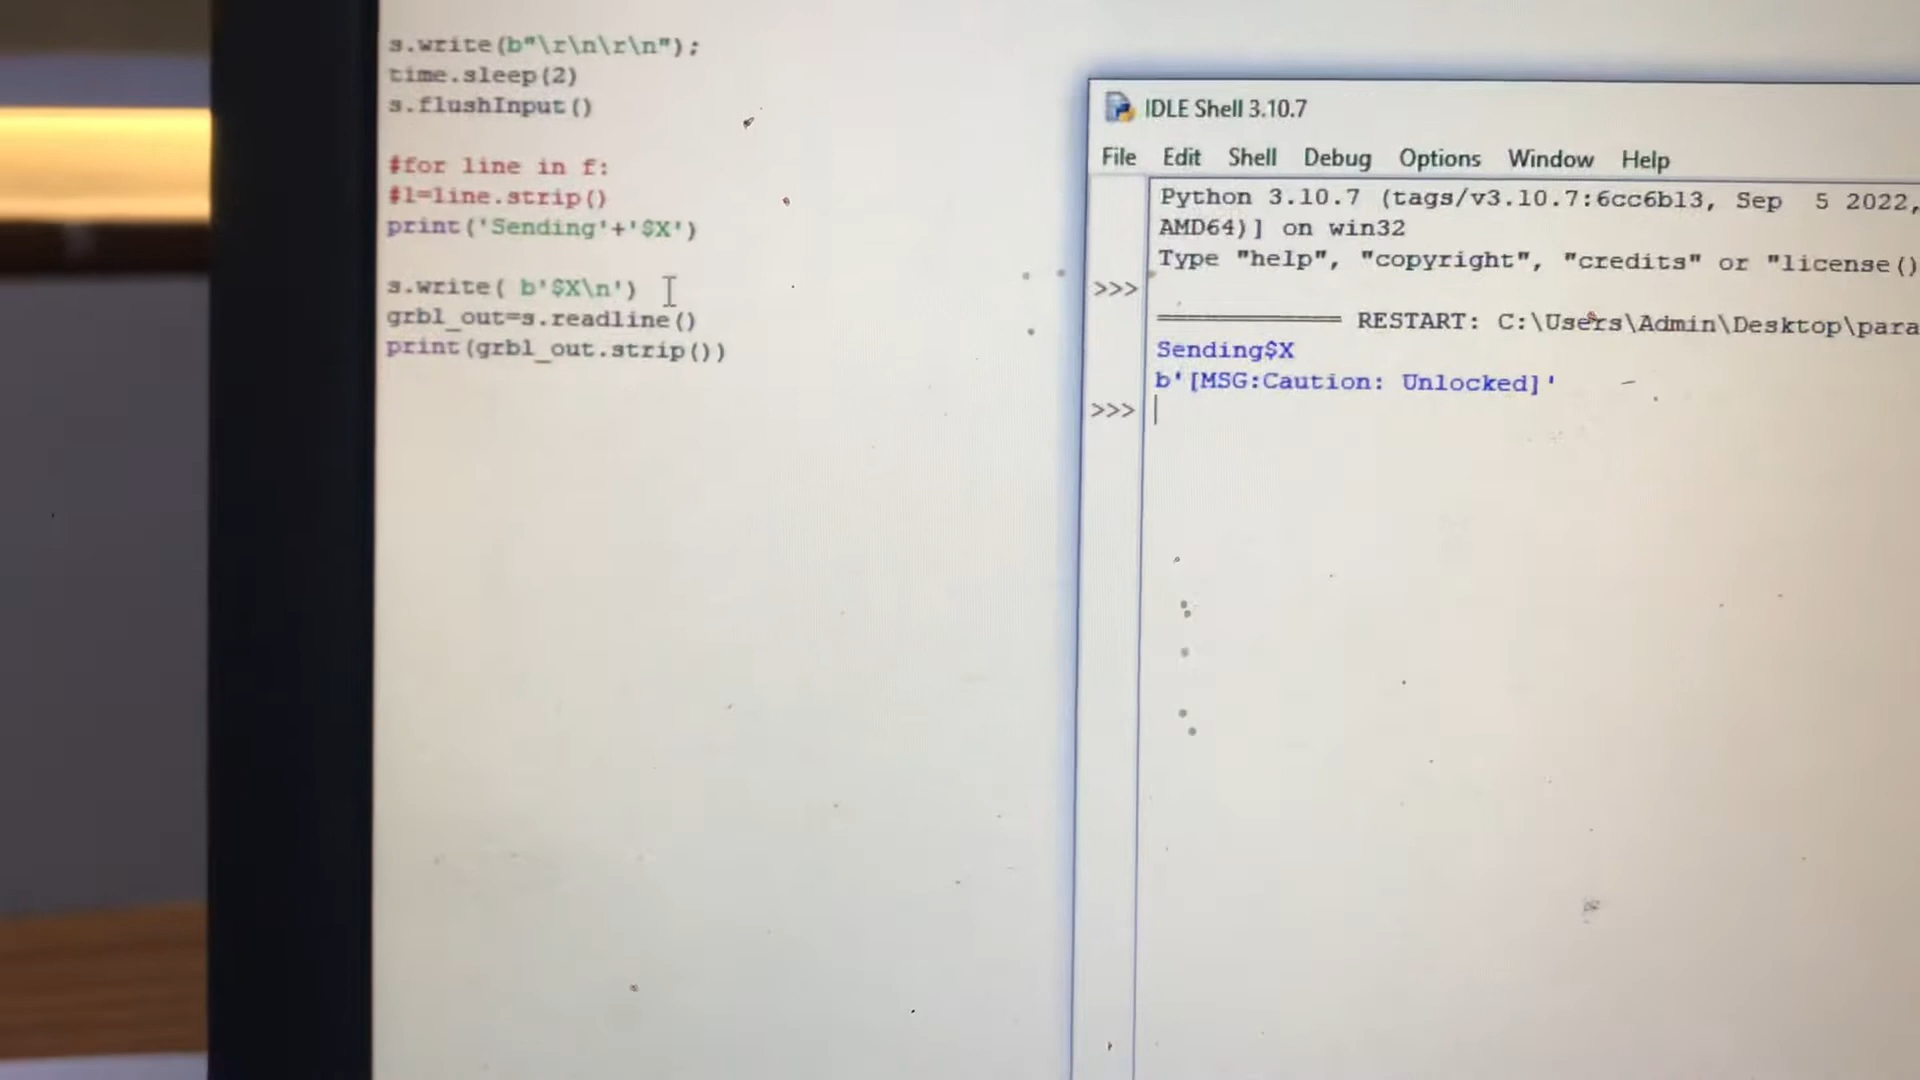 s.write(b"\r\n\r\n");
time.sleep(2)
s.flushInput()
#for line in f:
#l=line.strip()
print('Sending'+'$X')
s.write( b'$X\n')
grbl_out=s.readline()
print(grbl_out.strip())
IDLE Shell 3.10.7
File Edit Shell Debug Options Window Help
Python 3.10.7 (tags/v3.10.7:6cc6b13, Sep 5 2022,
AMD64)] on win32
Type "help", "copyright", "credits" or "license()
>>>
RESTART: C:\Users\Admin\Desktop\para
Sending$X
b'[MSG:Caution: Unlocked]'
>>>